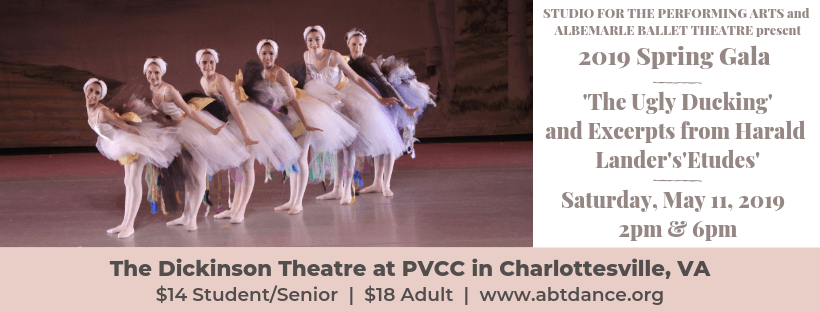 STUDIO FOR THE PERFORMING ARTS and
ALBEMARLE BALLET THEATRE present
2019 Spring Gala
'The Ugly Ducking'
and Excerpts from Harald
Lander's'Etudes'
Saturday, May 11, 2019
2pm & 6pm
The Dickinson Theatre at PVCC in Charlottesville, VA
$14 Student/Senior | $18 Adult | www.abtdance.org